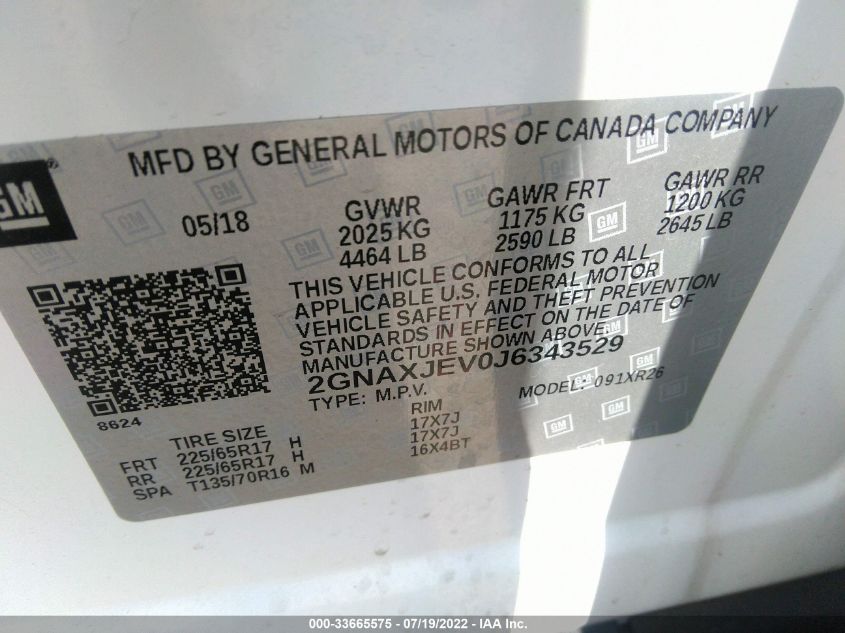 MFD BY GENERAL MOTORS OF CANADA COMPANY
GM
05/18
GVWR
2025 KG
4464 LB
GAWR FRT
1175 KG
2590 LB
GAWR RR
1200 KG
2645 LB
THIS VEHICLE CONFORMS TO ALL
APPLICABLE U.S. FEDERAL MOTOR
VEHICLE SAFETY AND THEFT PREVENTION
STANDARDS IN EFFECT ON THE DATE OF
MANUFACTURE SHOWN ABOVE.
2GNAXJEV0J6343529
TYPE: M.P.V.
MODEL: 091XR26
8624
TIRE SIZE
RIM
FRT 225/65R17 H 17X7J
RR 225/65R17 H 17X7J
SPA T135/70R16 M 16X4BT
000-33665575 - 07/19/2022 - IAA Inc.